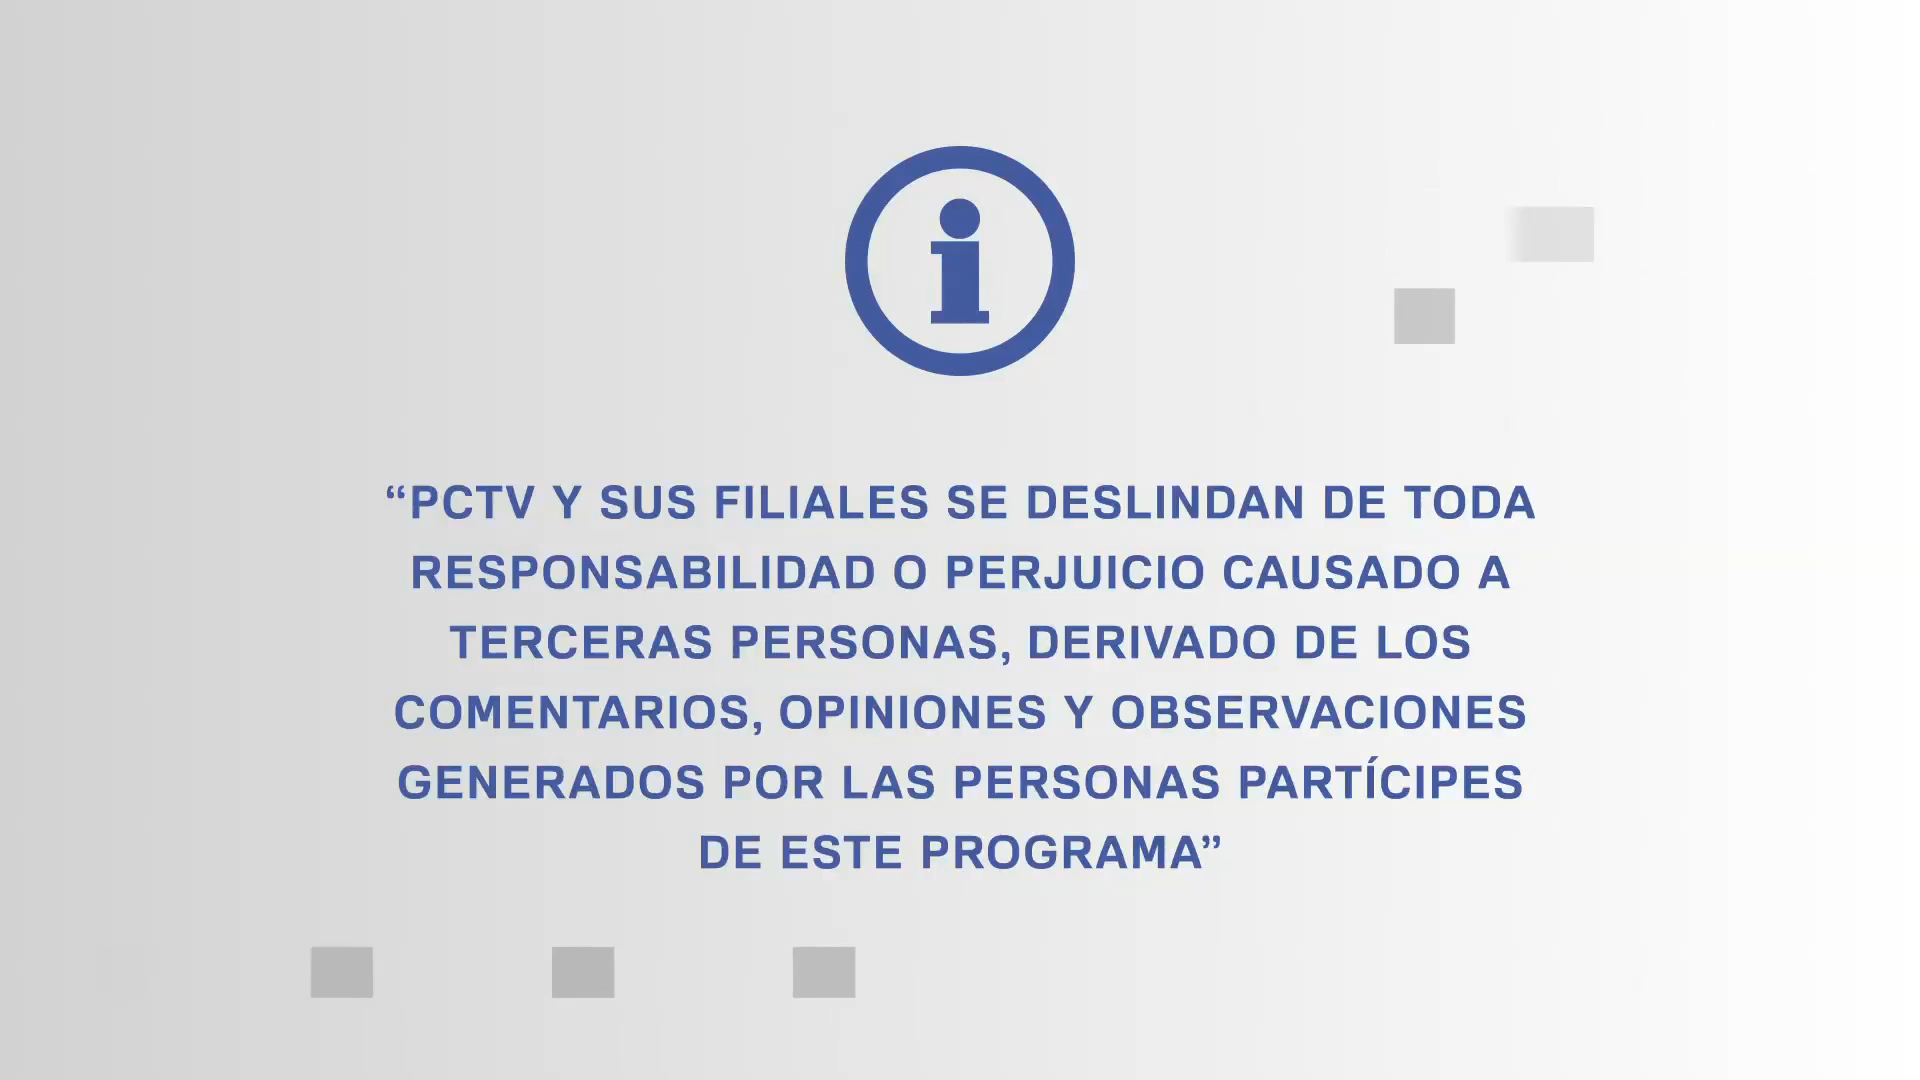 “PCTV Y SUS FILIALES SE DESLINDAN DE TODA
RESPONSABILIDAD O PERJUICIO CAUSADO A
TERCERAS PERSONAS, DERIVADO DE LOS
COMENTARIOS, OPINIONES Y OBSERVACIONES
GENERADOS POR LAS PERSONAS PARTÍCIPES
DE ESTE PROGRAMA”